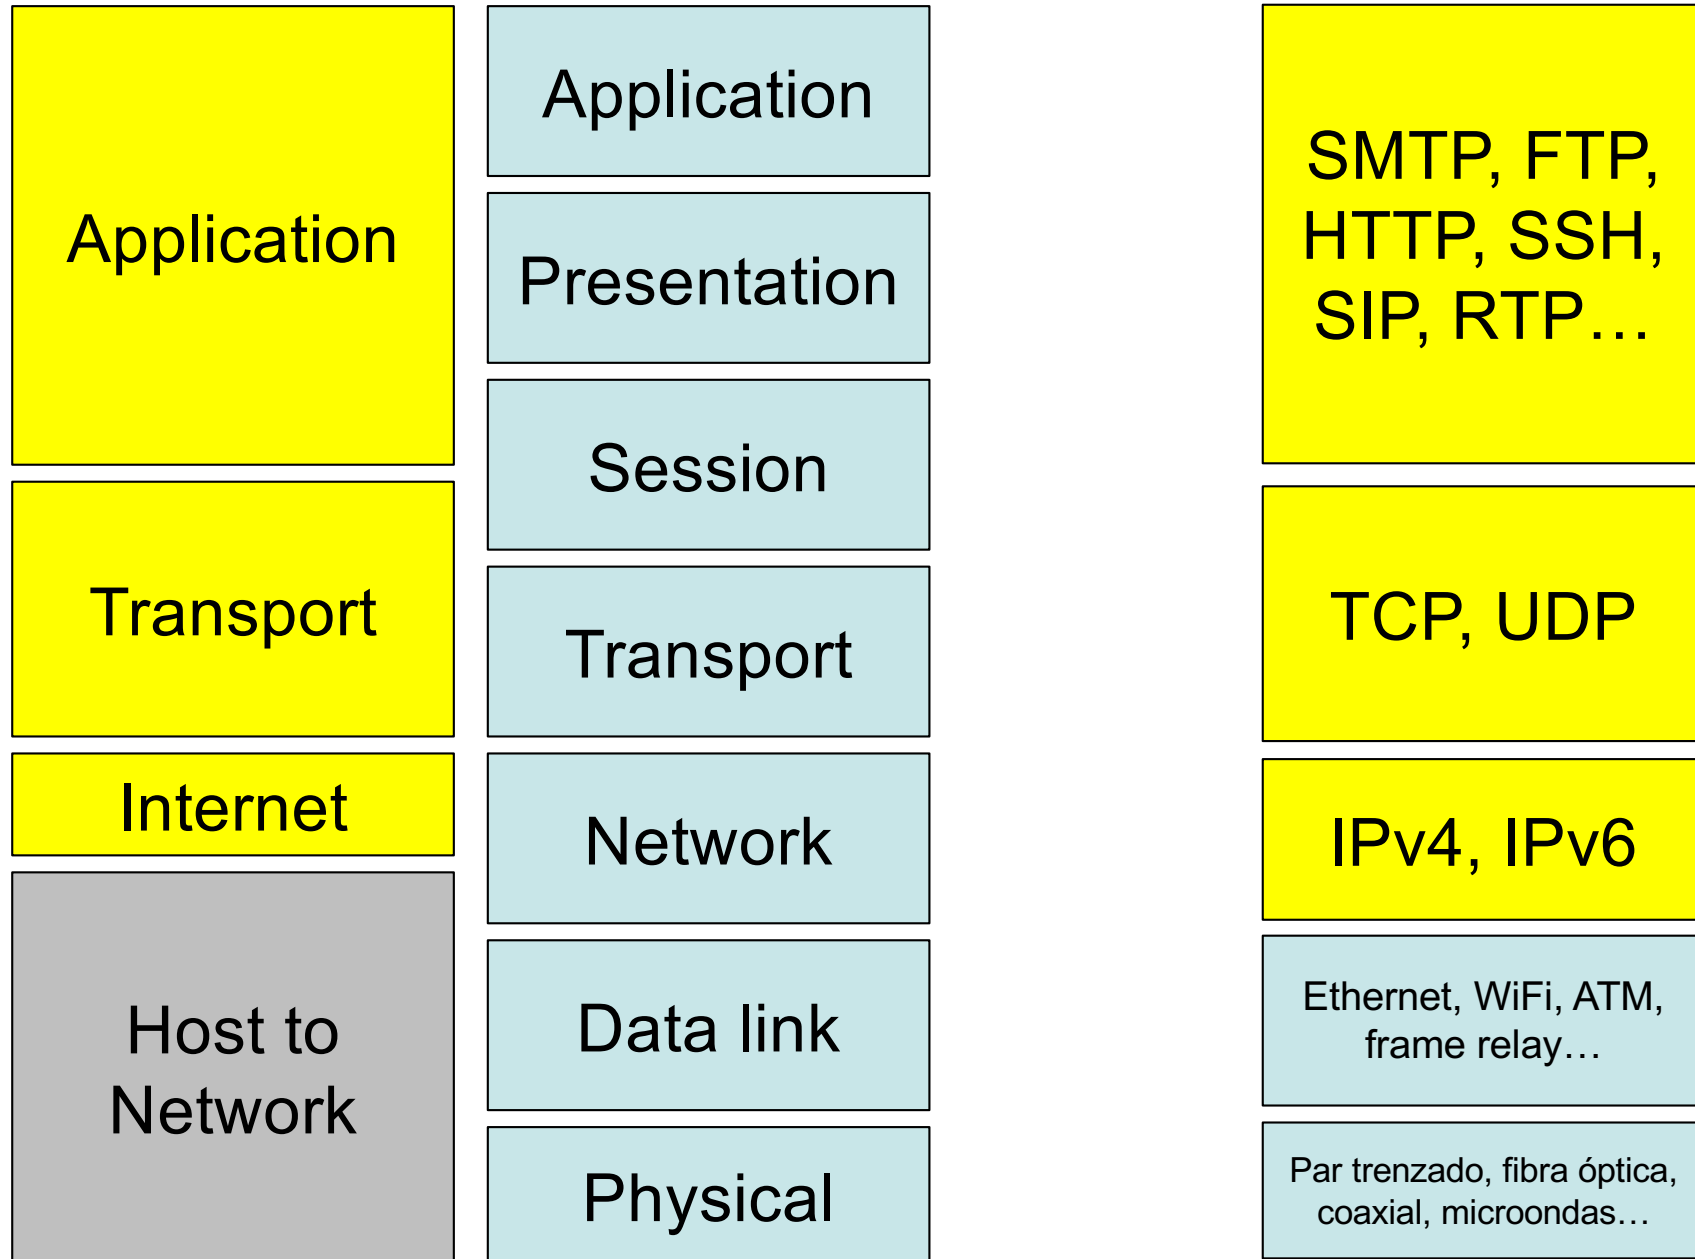 Application
Transport
Internet
Host to
Network
Application
Presentation
Session
Transport
Network
Data link
Physical
SMTP, FTP,
HTTP, SSH,
SIP, RTP…
TCP, UDP
IPv4, IPv6
Ethernet, WiFi, ATM,
frame relay…
Par trenzado, fibra óptica,
coaxial, microondas…